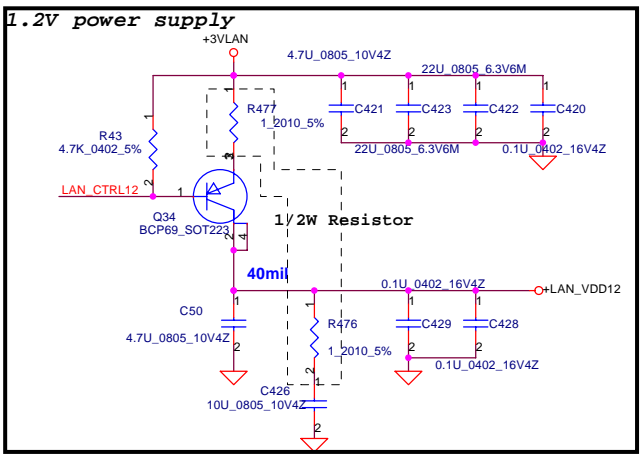 1.2V power supply
+3VLAN
4.7U_0805_10V4Z
22U_0805_6.3V6M
1
1
1
1
1
1
R477
C421
C423
C422
C420
R43
1_2010_5%
4.7K_0402_5%
2
2
2
2
2
22U_0805_6.3V6M
0.1U_0402_16V4Z
3
LAN_CTRL12
1
Q34
1/2W Resistor
BCP69_SOT223
2
4
40mil
0.1U_0402_16V4Z
+LAN_VDD12
1
1
1
1
C50
R476
C429
C428
4.7U_0805_10V4Z
1_2010_5%
2
2
2
2
0.1U_0402_16V4Z
C426
1
10U_0805_10V4Z
2